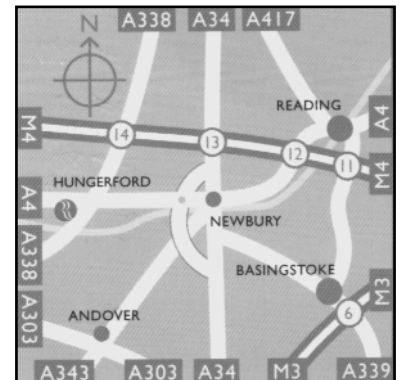 A338 A34 A417
N
READING
A4
M4
14
13
12
11
M4
HUNGERFORD
A4
NEWBURY
A338
BASINGSTOKE
M3
A303
6
ANDOVER
A343 A303 A34 M3 A339